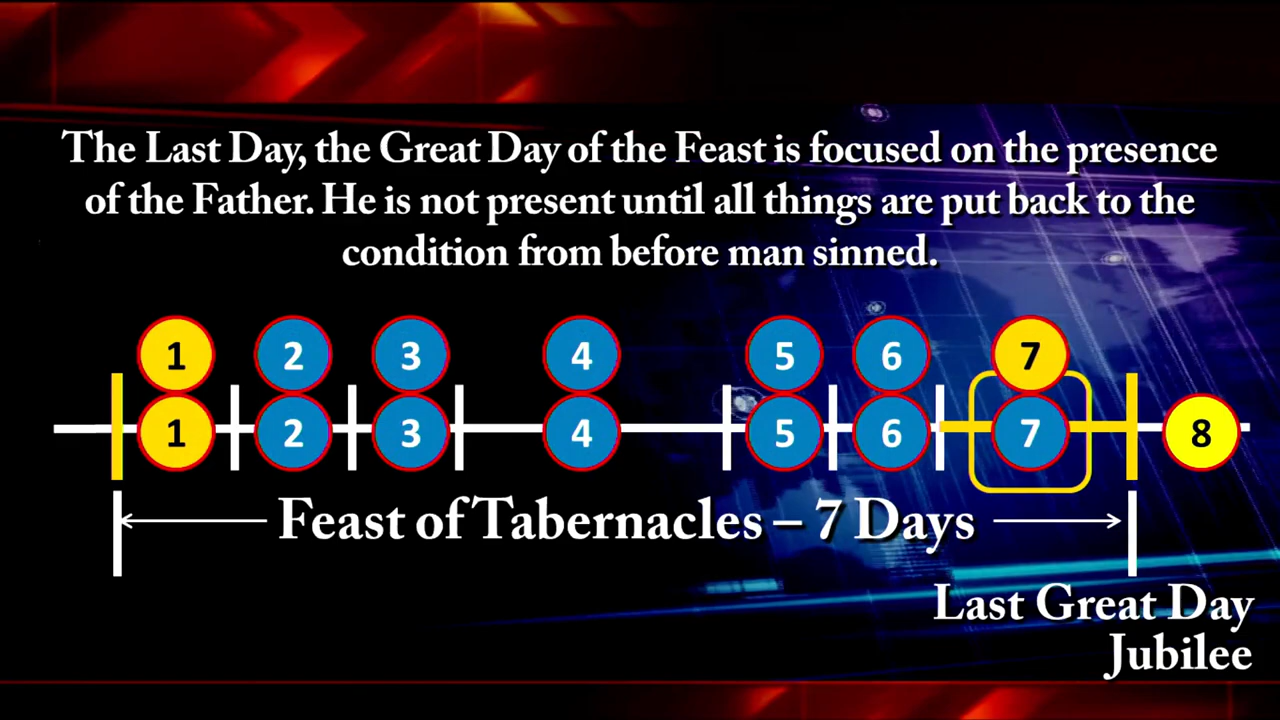 The Last Day, the Great Day of the Feast is focused on the presence
of the Father. He is not present until all things are put back to the
condition from before man sinned.
1 2 3 4 5 6 7
1 2 3 4 5 6 7 8
Feast of Tabernacles – 7 Days
Last Great Day
Jubilee